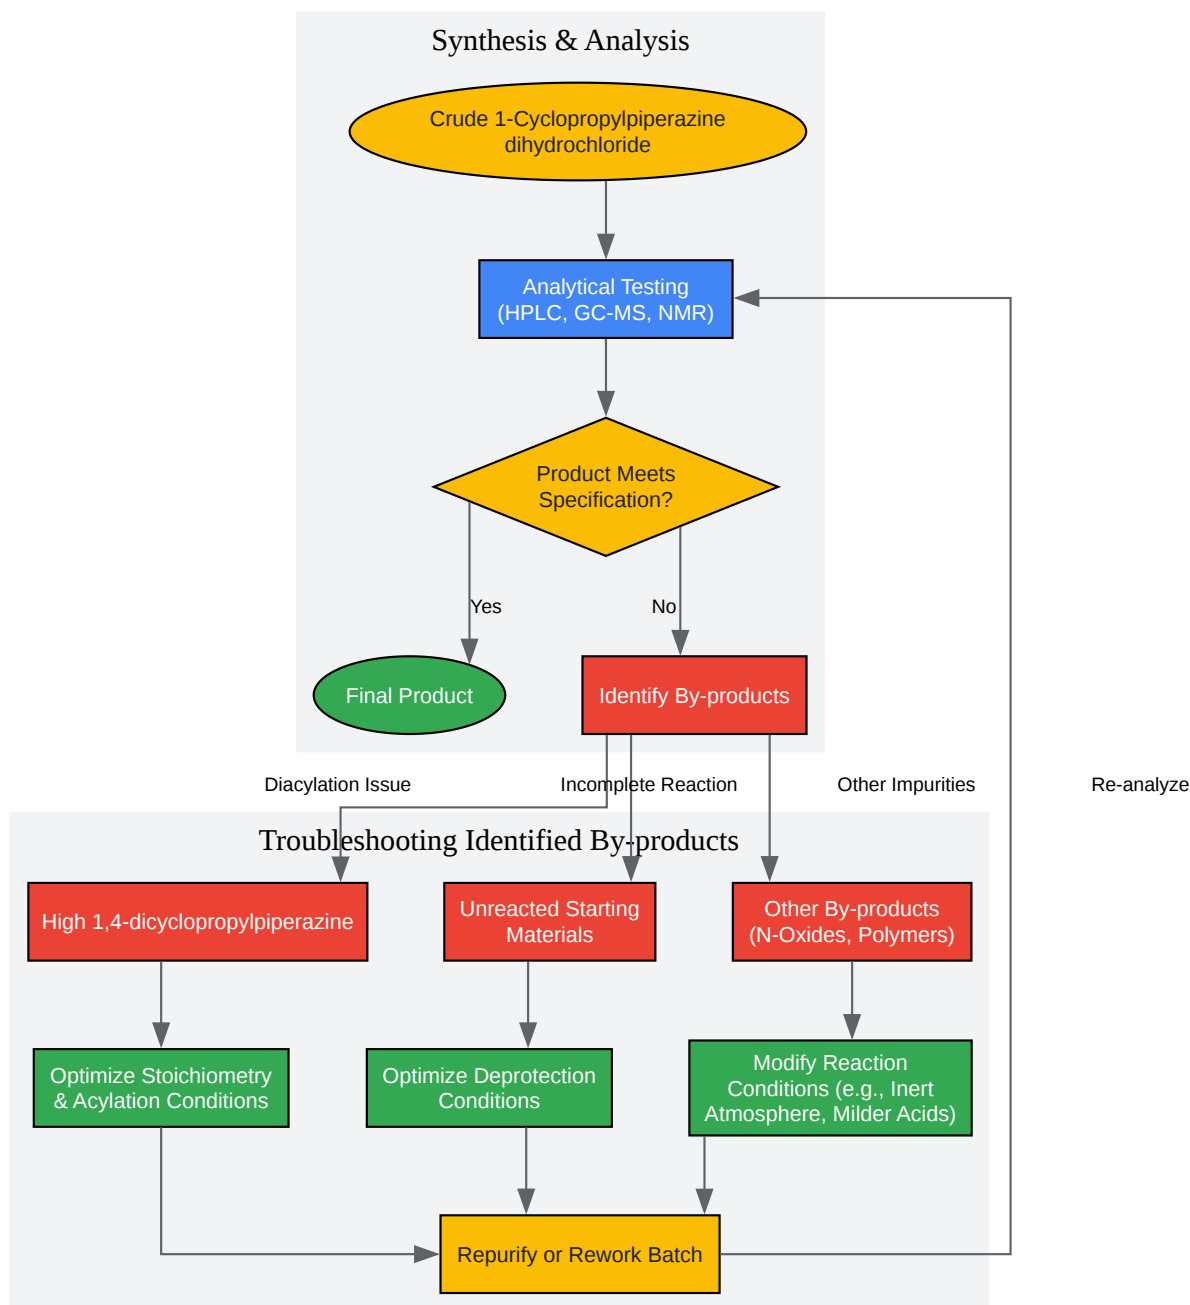 Synthesis & Analysis
Crude 1-Cyclopropylpiperazine
dihydrochloride
Analytical Testing
(HPLC, GC-MS, NMR)
Product Meets
Specification?
Yes
No
Final Product
Identify By-products
Diacylation Issue
Incomplete Reaction
Other Impurities
Re-analyze
Troubleshooting Identified By-products
High 1,4-dicyclopropylpiperazine
Unreacted Starting
Materials
Other By-products
(N-Oxides, Polymers)
Optimize Stoichiometry
& Acylation Conditions
Optimize Deprotection
Conditions
Modify Reaction
Conditions (e.g., Inert
Atmosphere, Milder Acids)
Repurify or Rework Batch